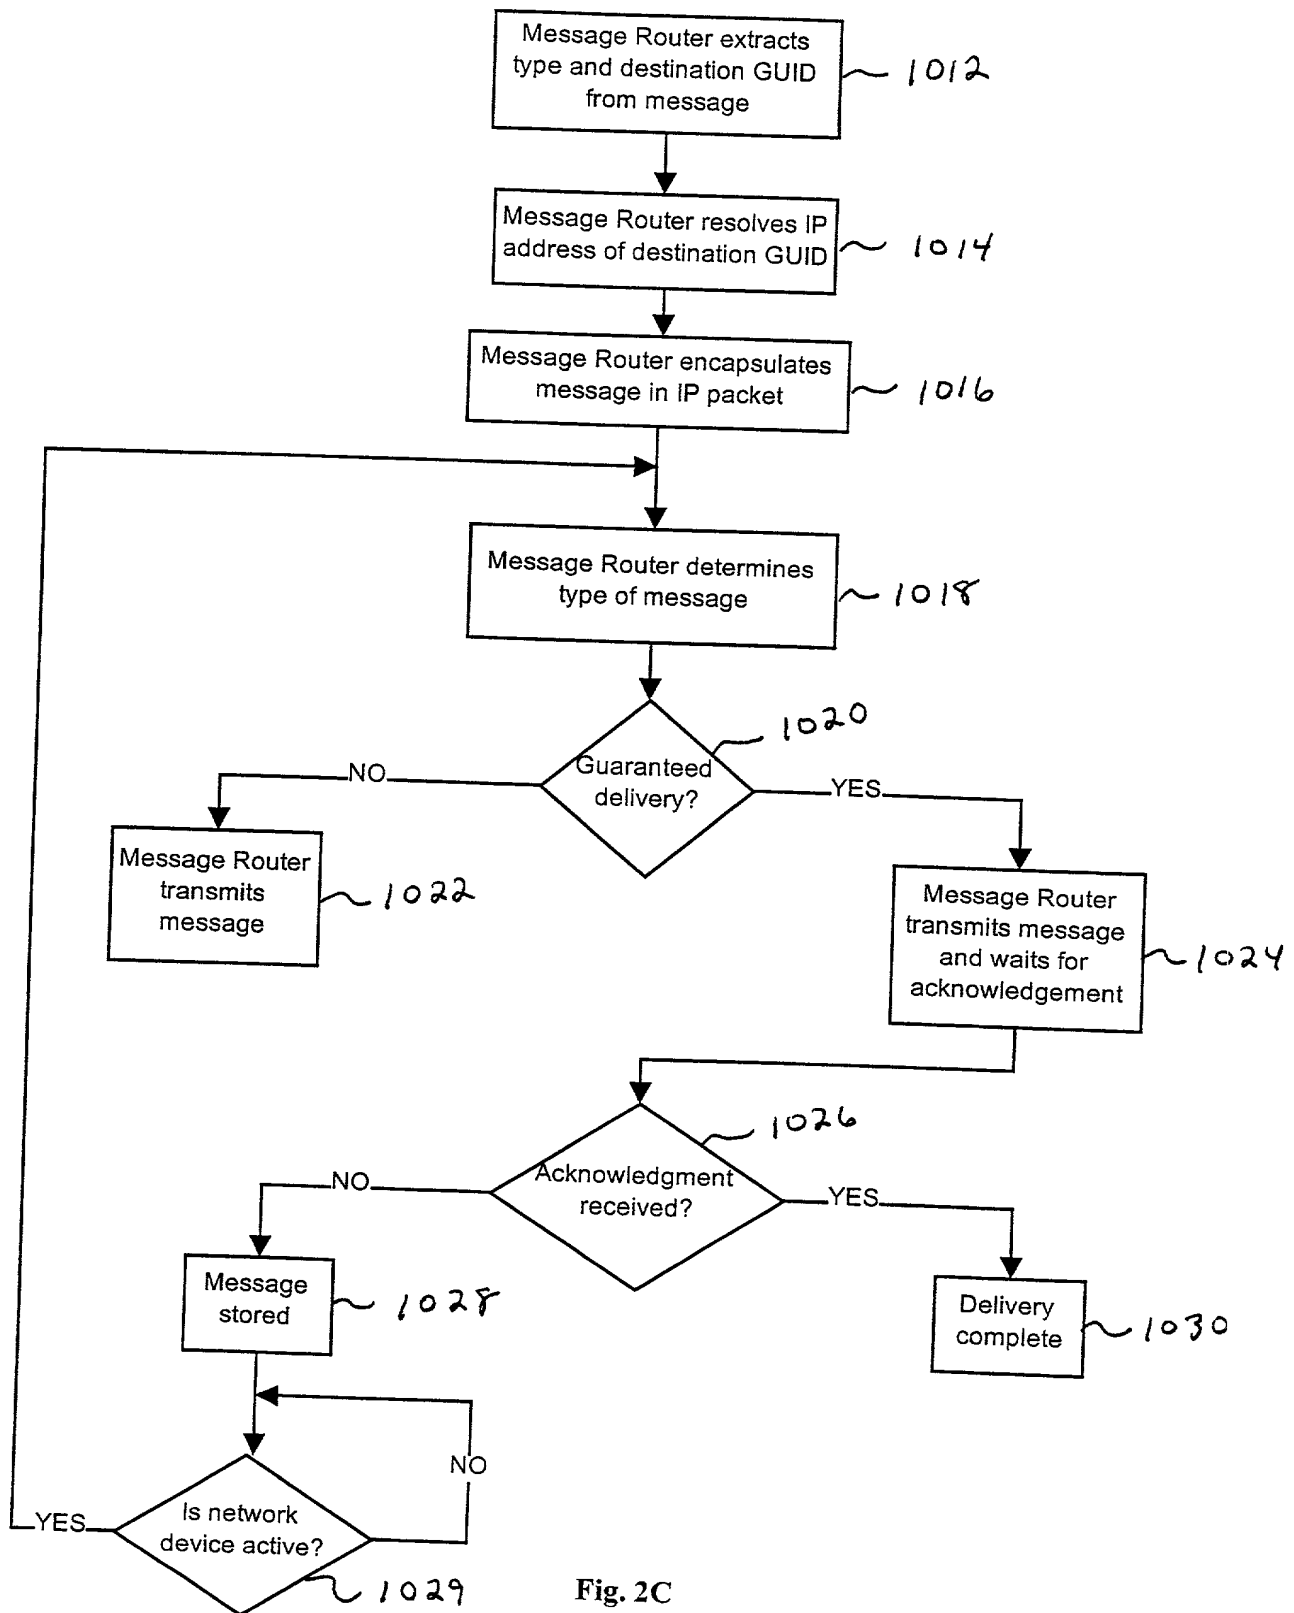 Message Router extracts
type and destination GUID
from message
1012
Message Router resolves IP
address of destination GUID
1014
Message Router encapsulates
message in IP packet
1016
Message Router determines
type of message
1018
1020
Guaranteed
delivery?
NO
YES
Message Router
transmits
message
1022
Message Router
transmits message
and waits for
acknowledgement
1024
1026
Acknowledgment
received?
NO
YES
Message
stored
1028
Delivery
complete
1030
NO
Is network
device active?
YES
1029
Fig. 2C